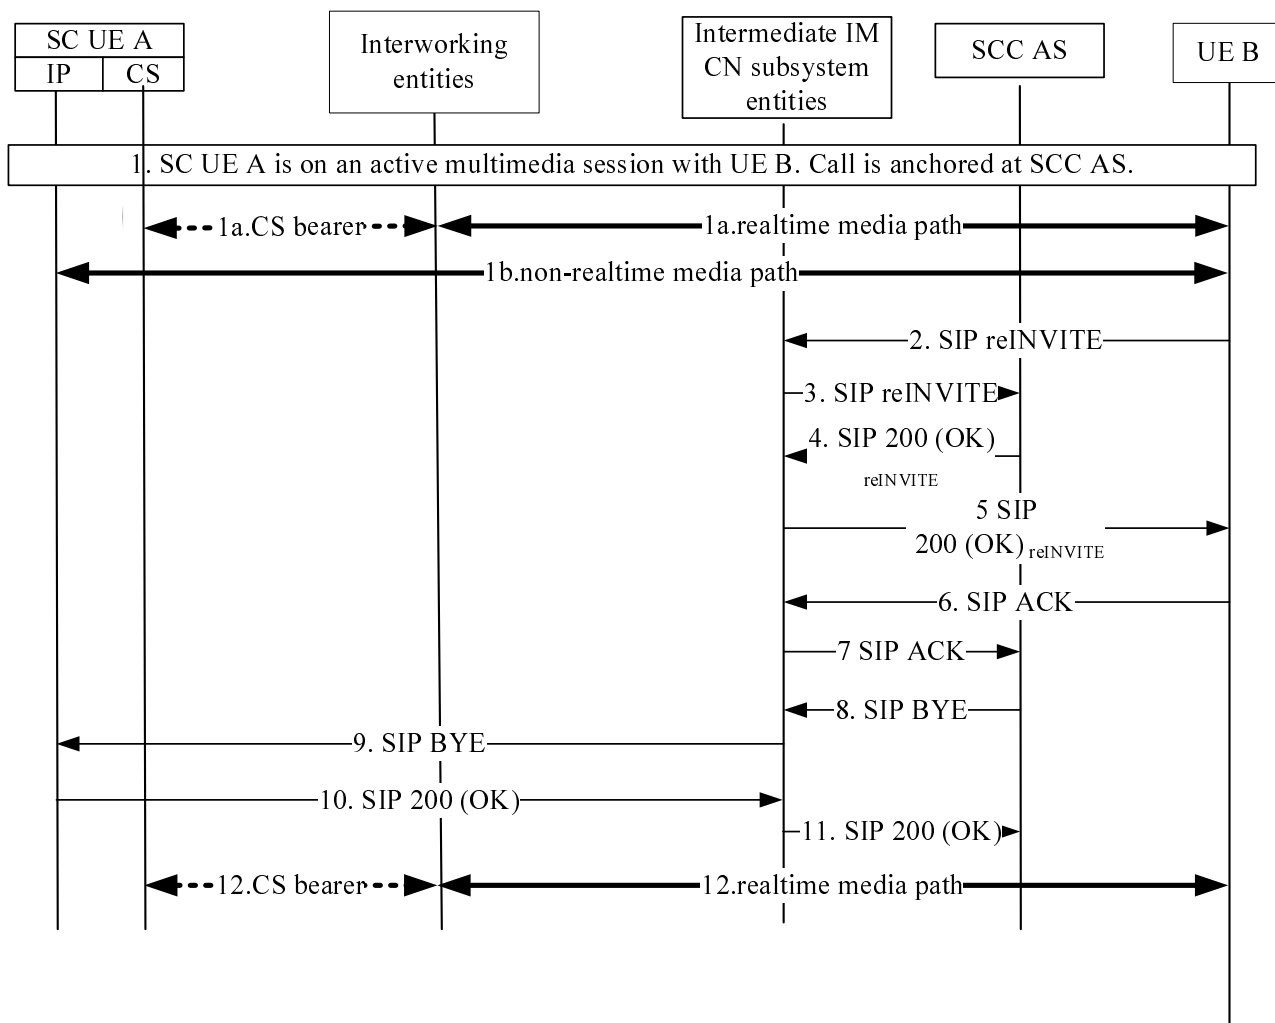 SC UE A
IP
CS
Interworking
entities
Intermediate IM
CN subsystem
entities
SCC AS
UE B
1. SC UE A is on an active multimedia session with UE B. Call is anchored at SCC AS.
1a.CS bearer
1a.realtime media path
1b.non-realtime media path
2. SIP reINVITE
3. SIP reINVITE
4. SIP 200 (OK)
reINVITE
5 SIP
200 (OK) reINVITE
6. SIP ACK
7 SIP ACK
8. SIP BYE
9. SIP BYE
10. SIP 200 (OK)
11. SIP 200 (OK)
12.CS bearer
12.realtime media path